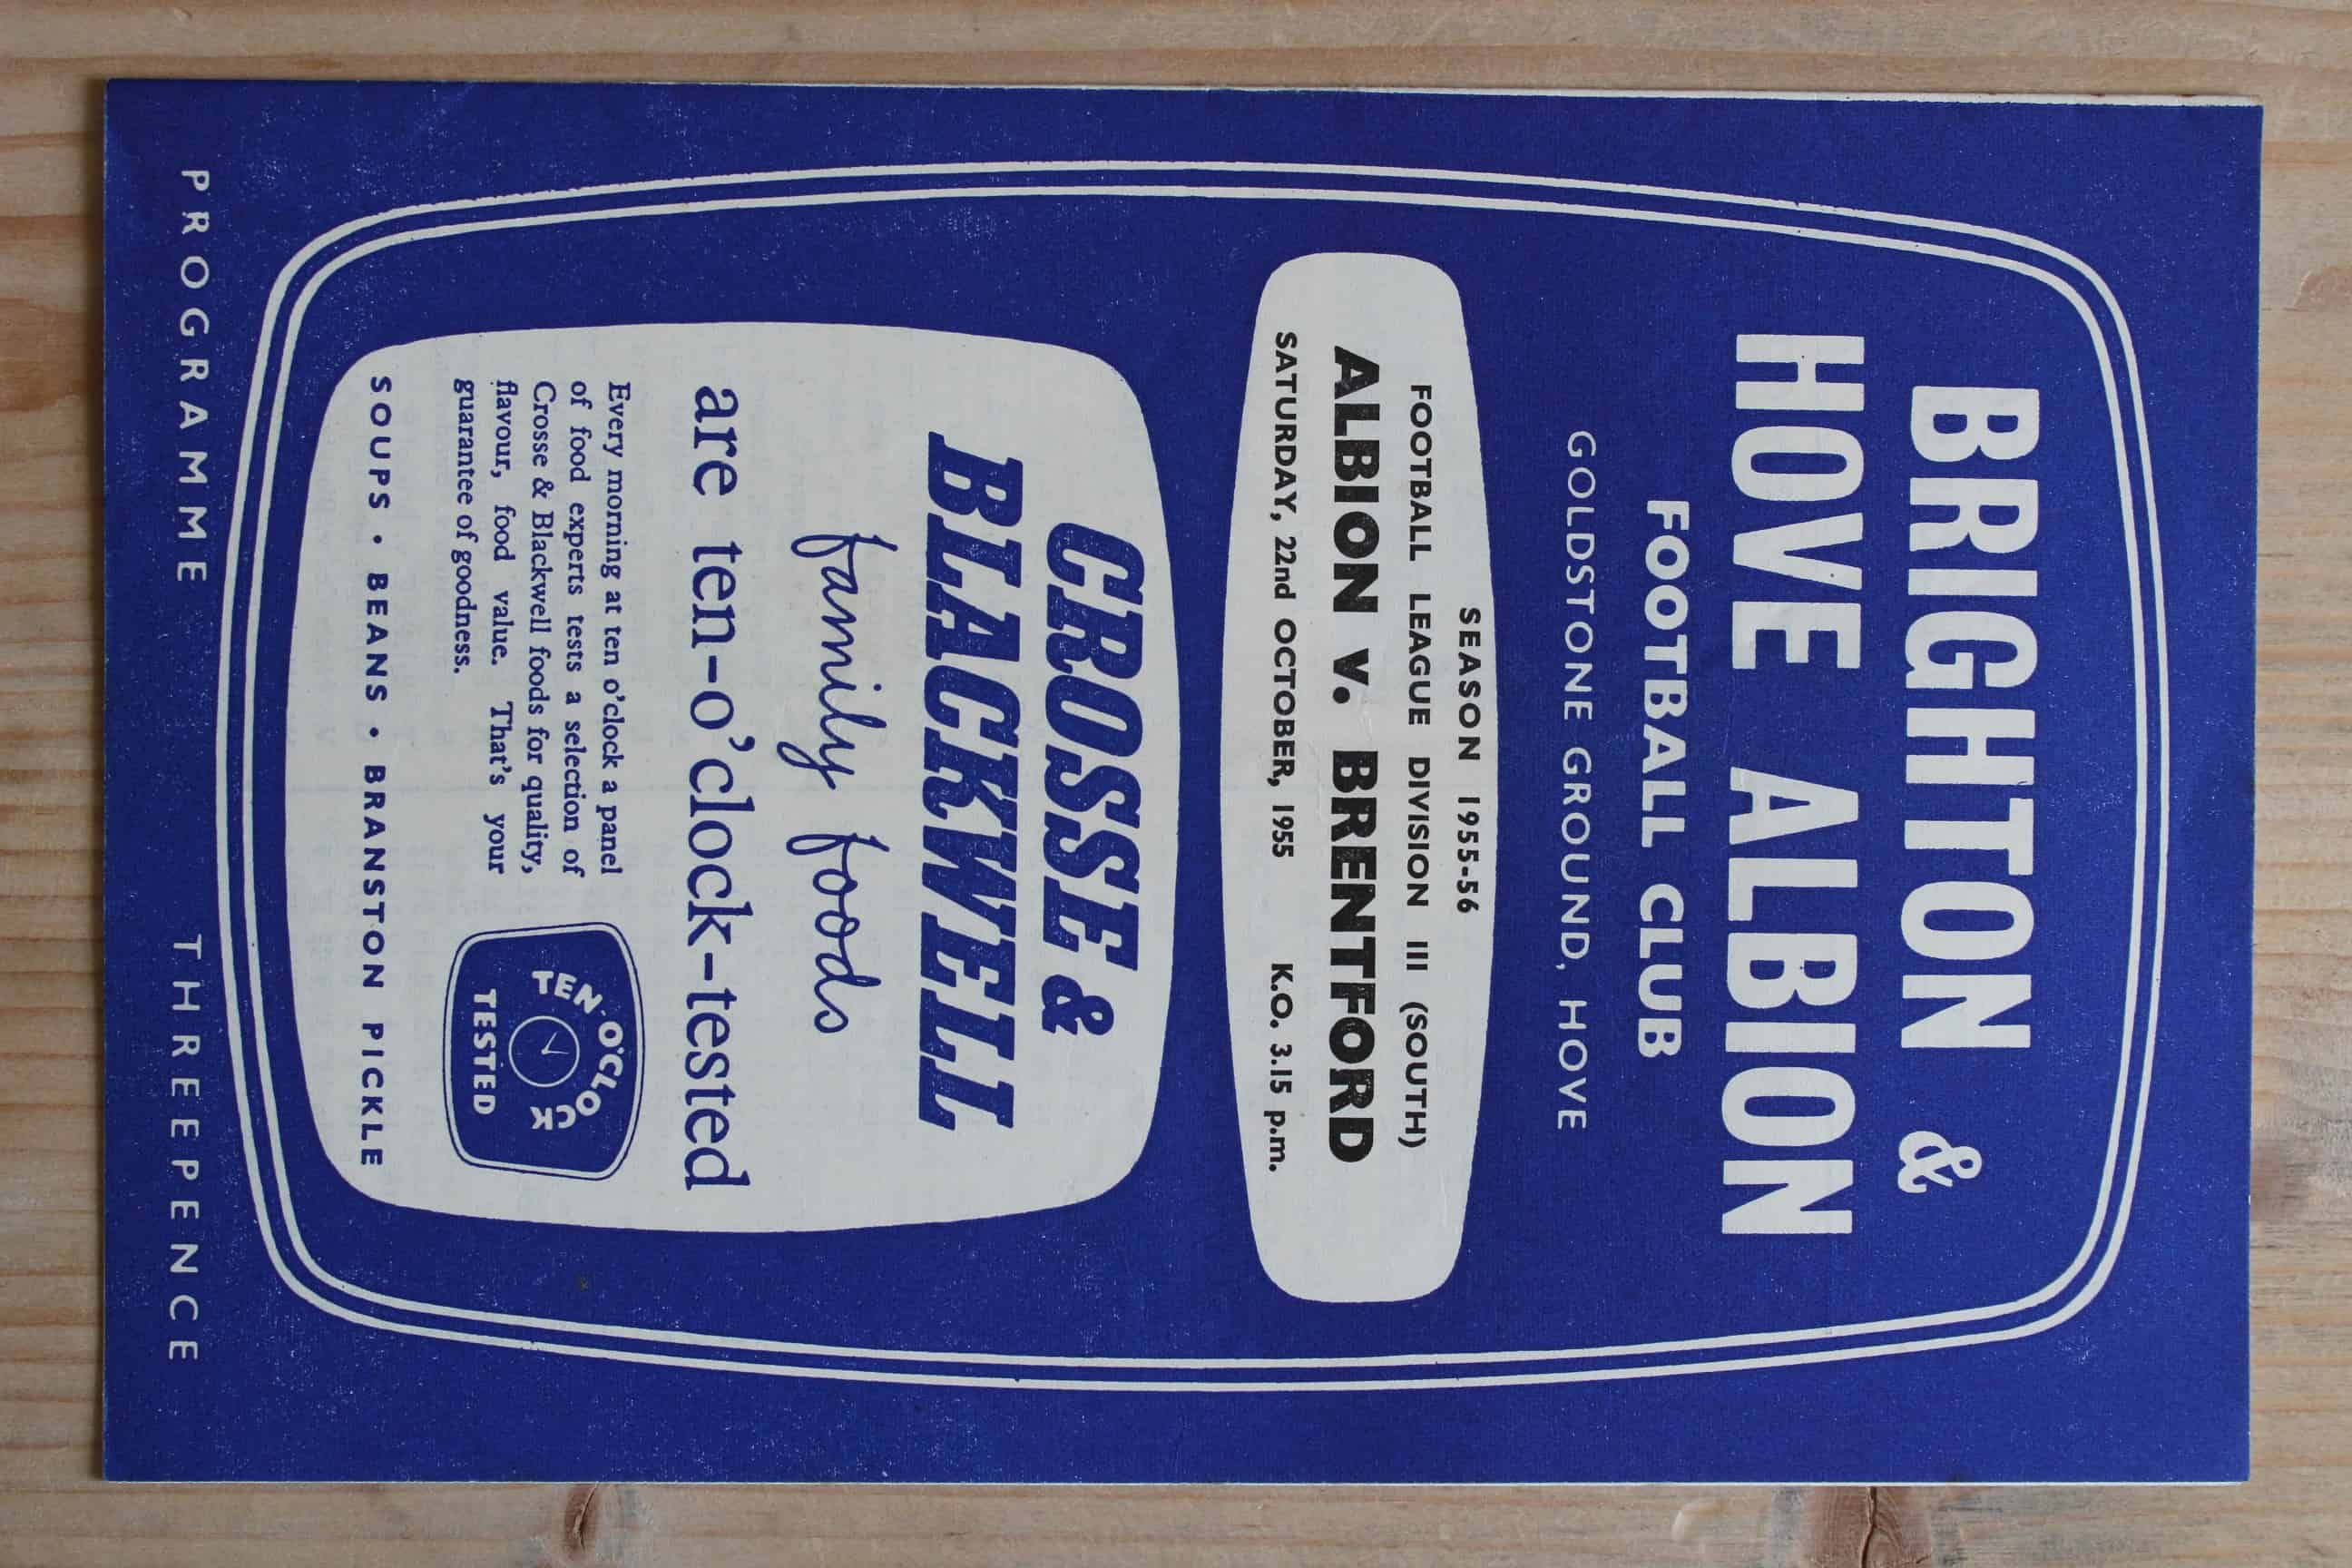 BRIGHTON &
HOVE ALBION
FOOTBALL CLUB
GOLDSTONE GROUND, HOVE
SEASON 1955-56
FOOTBALL LEAGUE DIVISION III (SOUTH)
ALBION v. BRENTFORD
SATURDAY, 22nd OCTOBER, 1955 K.O. 3.15 p.m.
CROSSE &
BLACKWELL
family foods
are ten-o'clock-tested
Every morning at ten o'clock a panel
of food experts tests a selection of
Crosse & Blackwell foods for quality,
flavour, food value. That's your
guarantee of goodness.
TEN-O'CLOCK
TESTED
SOUPS • BEANS • BRANSTON PICKLE
PROGRAMME THREEPENCE